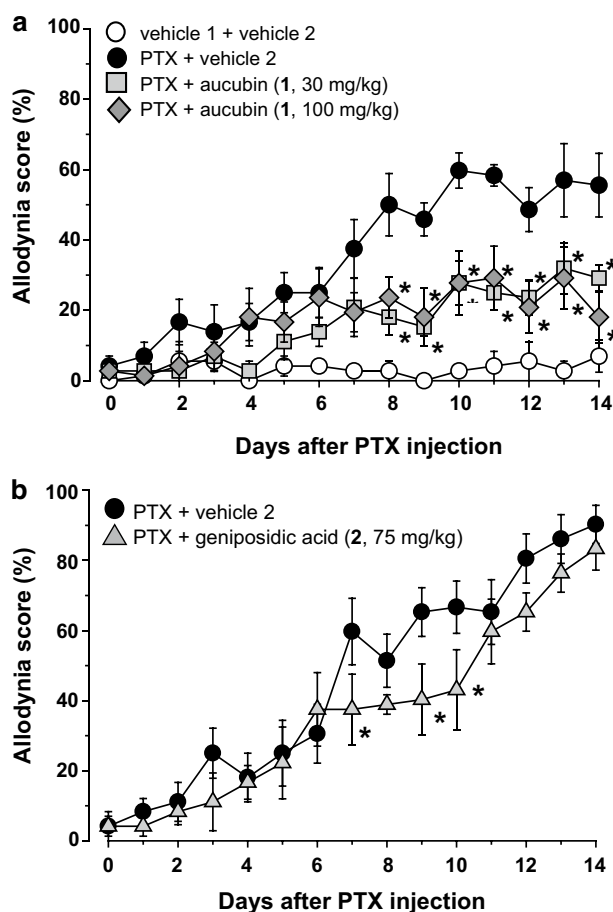 a
vehicle 1 + vehicle 2
PTX + vehicle 2
PTX + aucubin (1, 30 mg/kg)
PTX + aucubin (1, 100 mg/kg)
Allodynia score (%)
100
80
60
40
20
0
* * * * * * *
* * * * * *
0 2 4 6 8 10 12 14
Days after PTX injection
b
PTX + vehicle 2
PTX + geniposidic acid (2, 75 mg/kg)
Allodynia score (%)
100
80
60
40
20
0
* * *
0 2 4 6 8 10 12 14
Days after PTX injection